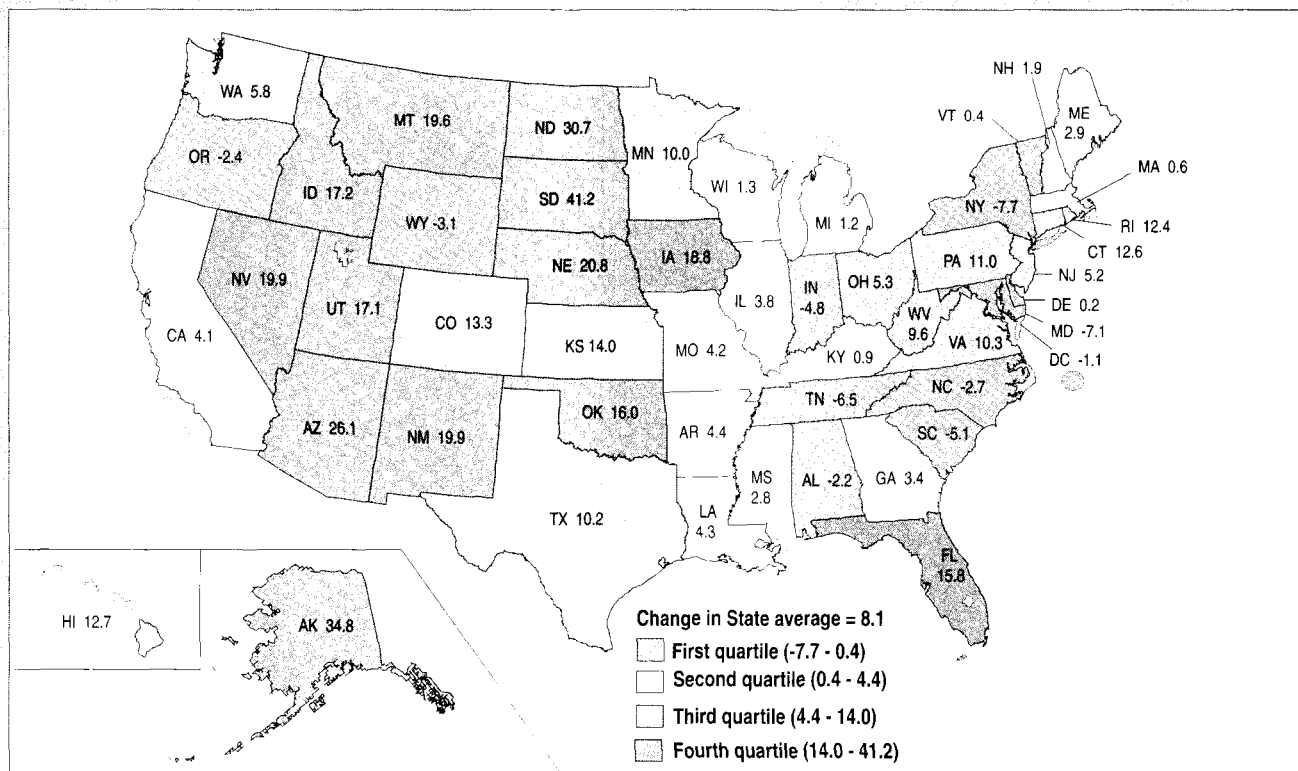 NH 1.9
WA 5.8
VT 0.4
ME
2.9
MT 19.6
ND 30.7
MN 10.0
OR -2.4
WI 1.3
MA 0.6
ID 17.2
SD 41.2
NY -7.7
WY -3.1
MI 1.2
RI 12.4
CT 12.6
IA 18.8
PA 11.0
NE 20.8
NJ 5.2
NV 19.9
OH 5.3
IN
-4.8
IL 3.8
DE 0.2
UT 17.1
WV
9.6
CO 13.3
MD -7.1
CA 4.1
KS 14.0
MO 4.2
VA 10.3
KY 0.9
DC -1.1
NC -2.7
TN -6.5
OK 16.0
AZ 26.1
NM 19.9
AR 4.4
SC -5.1
MS
2.8
AL -2.2
GA 3.4
TX 10.2
LA
4.3
FL
15.8
HI 12.7
AK 34.8
Change in State average = 8.1
First quartile (-7.7 - 0.4)
Second quartile (0.4 - 4.4)
Third quartile (4.4 - 14.0)
Fourth quartile (14.0 - 41.2)